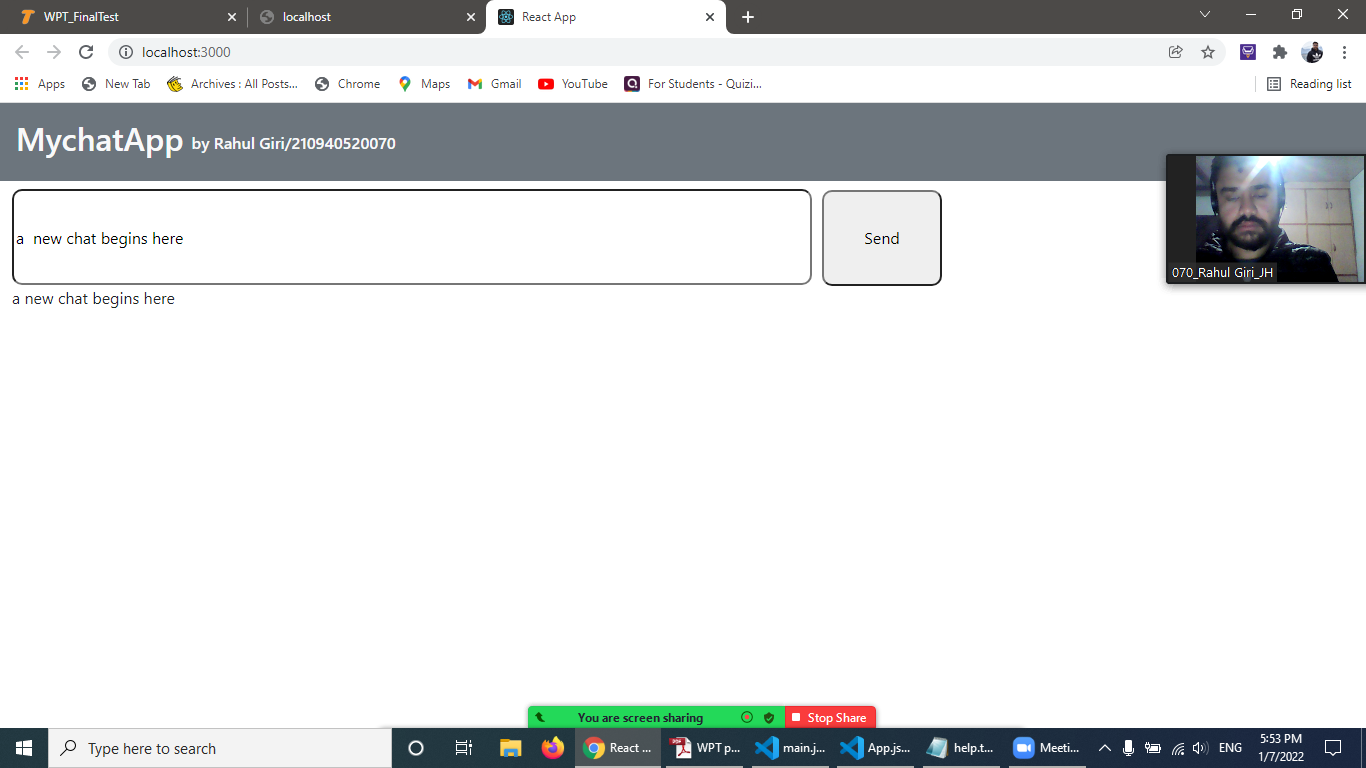 WPT_FinalTest
localhost
React App
localhost:3000
Apps
New Tab
Archives : All Posts...
Chrome
Maps
Gmail
YouTube
For Students - Quizi...
Reading list
MychatApp by Rahul Giri/210940520070
a  new chat begins here
Send
070_Rahul Giri_JH
a new chat begins here
You are screen sharing
Stop Share
Type here to search
React ...
WPT p...
main.j...
App.js...
help.t...
Meeti...
ENG
5:53 PM
1/7/2022